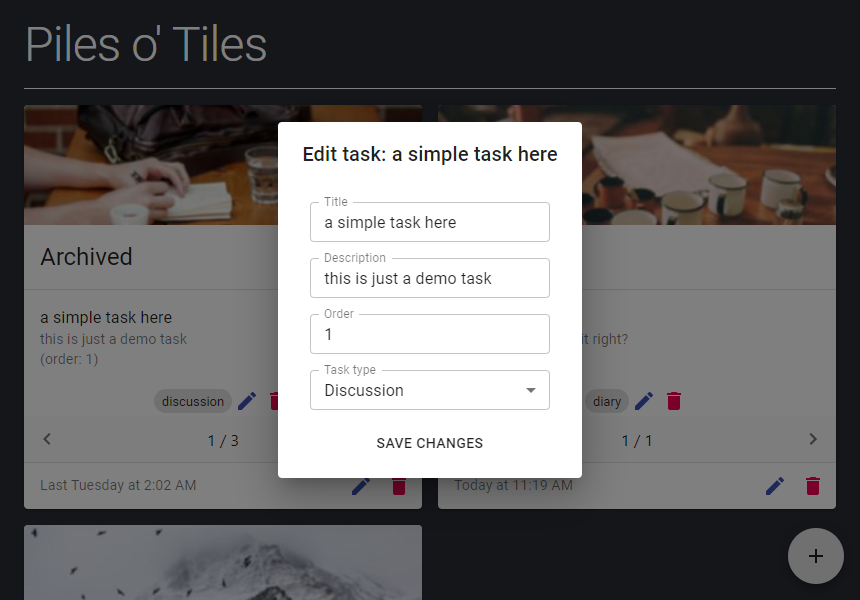 Piles o' Tiles
Edit task: a simple task here
Title
a simple task here
Description
this is just a demo task
Order
1
Task type
Discussion
SAVE CHANGES
Archived
a simple task here
this is just a demo task
(order: 1)
discussion
1 / 3
Last Tuesday at 2:02 AM
it right?
diary
1 / 1
Today at 11:19 AM